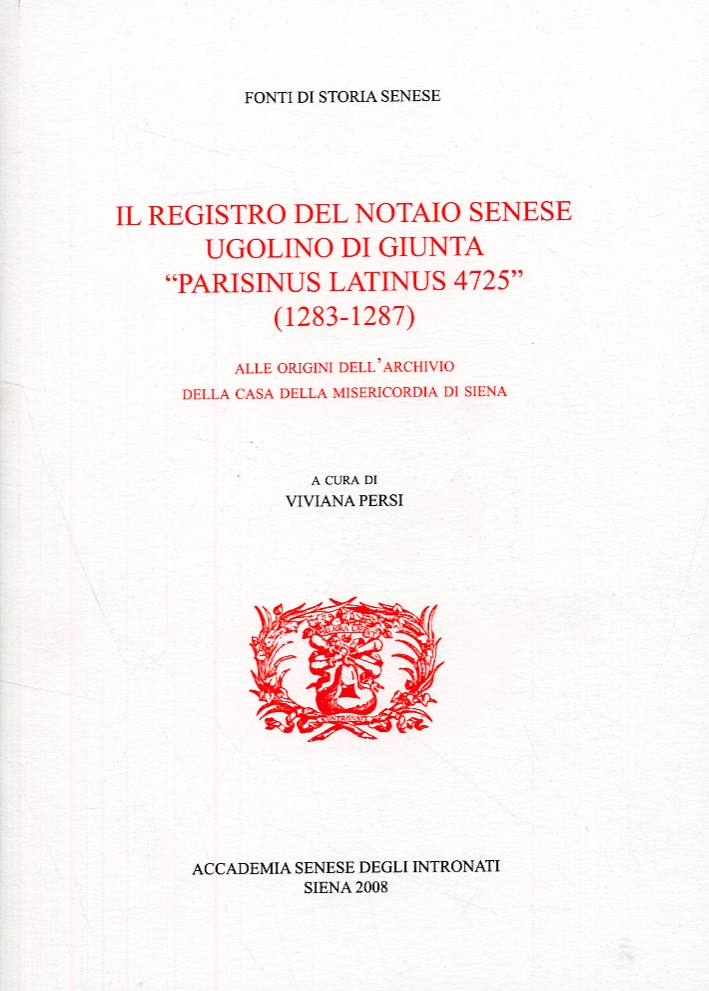 FONTI DI STORIA SENESE
IL REGISTRO DEL NOTAIO SENESE
UGOLINO DI GIUNTA
“PARISINUS LATINUS 4725”
(1283-1287)
ALLE ORIGINI DELL’ARCHIVIO
DELLA CASA DELLA MISERICORDIA DI SIENA
A CURA DI
VIVIANA PERSI
ACCADEMIA SENESE DEGLI INTRONATI
SIENA 2008